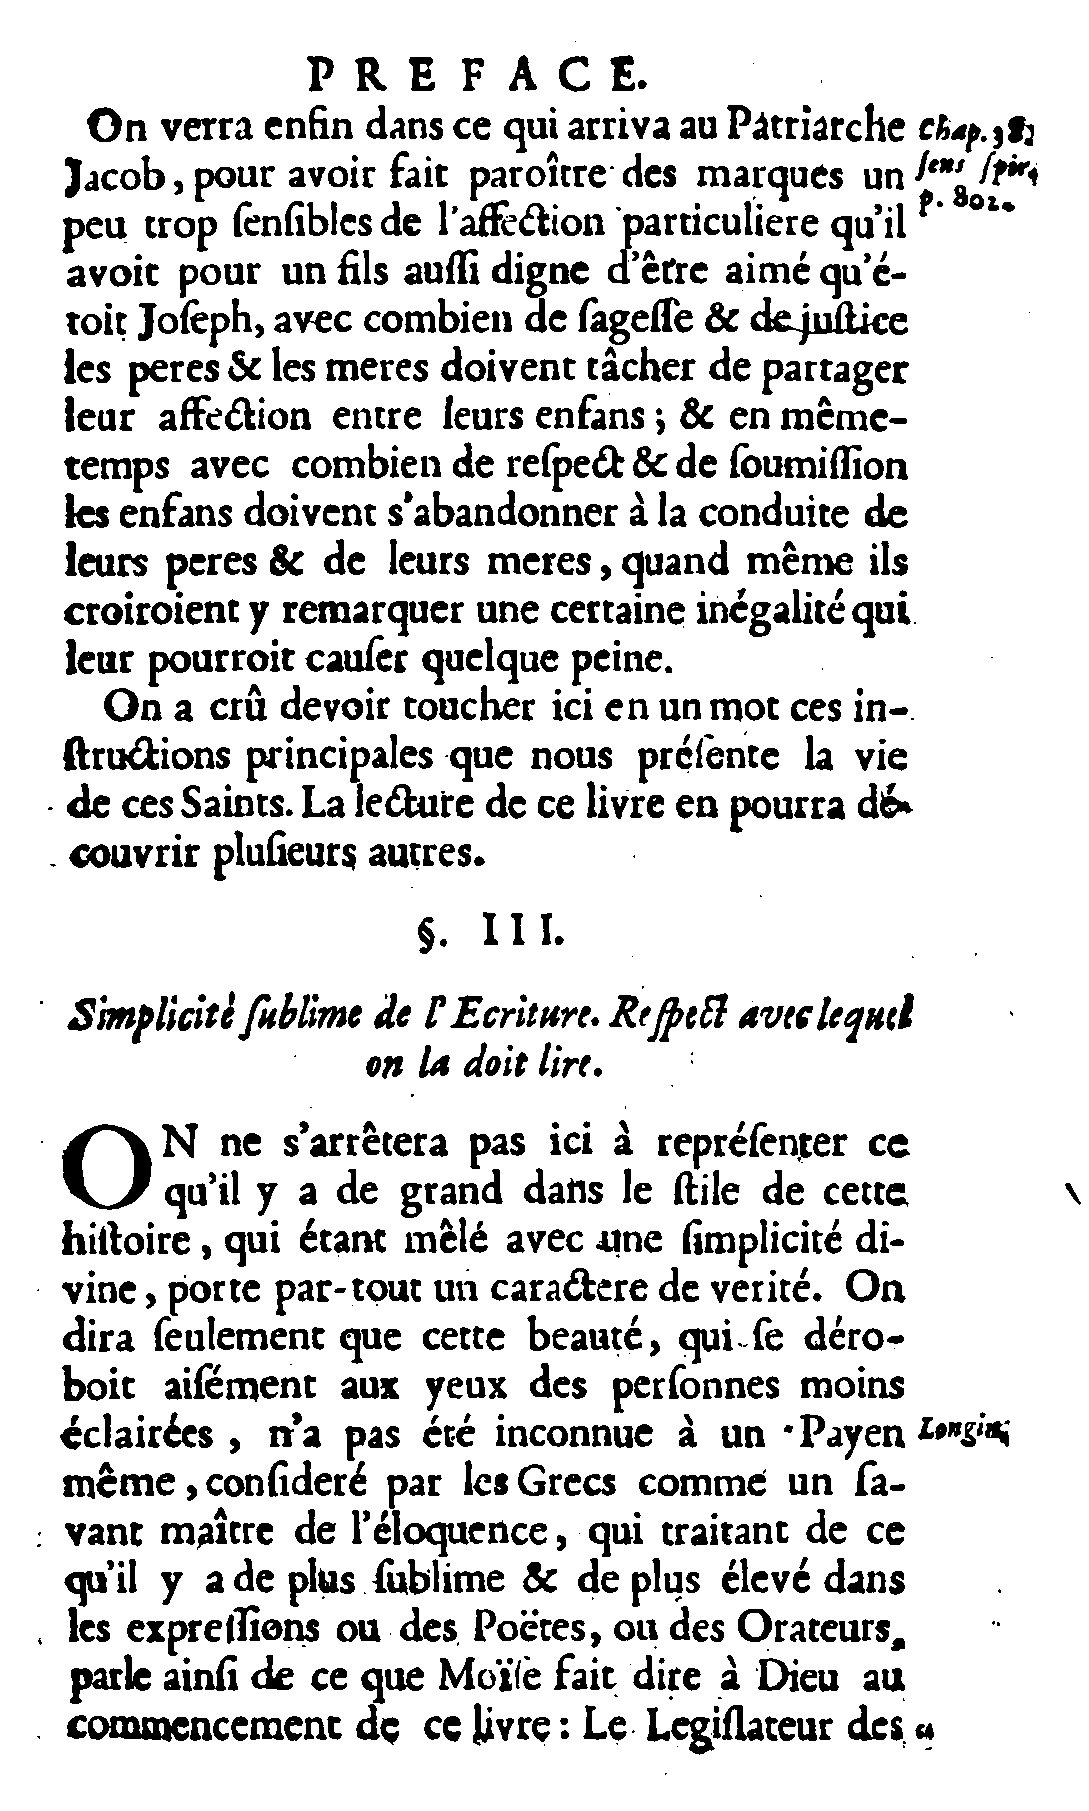 PREFACE.
On verra enfin dans ce qui arriva au Patriarche
Jacob, pour avoir fait paroître des marques un
peu trop ſenſibles de l'affection particuliere qu'il
avoit pour un fils auſſi digne d'être aimé qu'é-
toit Joſeph, avec combien de ſageſſe & de juſtice
les peres & les meres doivent tâcher de partager
leur affection entre leurs enfans ; & en même-
temps avec combien de reſpect & de ſoumiſſion
les enfans doivent s'abandonner à la conduite de
leurs peres & de leurs meres, quand même ils
croiroient y remarquer une certaine inégalité qui
leur pourroit cauſer quelque peine.
On a crû devoir toucher ici en un mot ces in-
ſtructions principales que nous préſente la vie
de ces Saints. La lecture de ce livre en pourra dé-
couvrir pluſieurs autres.
§. III.
Simplicité ſublime de l'Ecriture. Reſpect avec lequel
on la doit lire.
ON ne s'arrêtera pas ici à repréſenter ce
qu'il y a de grand dans le ſtile de cette
hiſtoire, qui étant mêlé avec une ſimplicité di-
vine, porte par-tout un caractere de verité. On
dira ſeulement que cette beauté, qui ſe déro-
boit aiſément aux yeux des perſonnes moins
éclairées, n'a pas été inconnue à un Payen
même, conſideré par les Grecs comme un ſa-
vant maître de l'éloquence, qui traitant de ce
qu'il y a de plus ſublime & de plus élevé dans
les expreſſions ou des Poëtes, ou des Orateurs,
parle ainſi de ce que Moïſe fait dire à Dieu au
commencement de ce livre : Le Legiſlateur des "
Chap. 38.
ſens ſpir.
p. 802.
Longin.